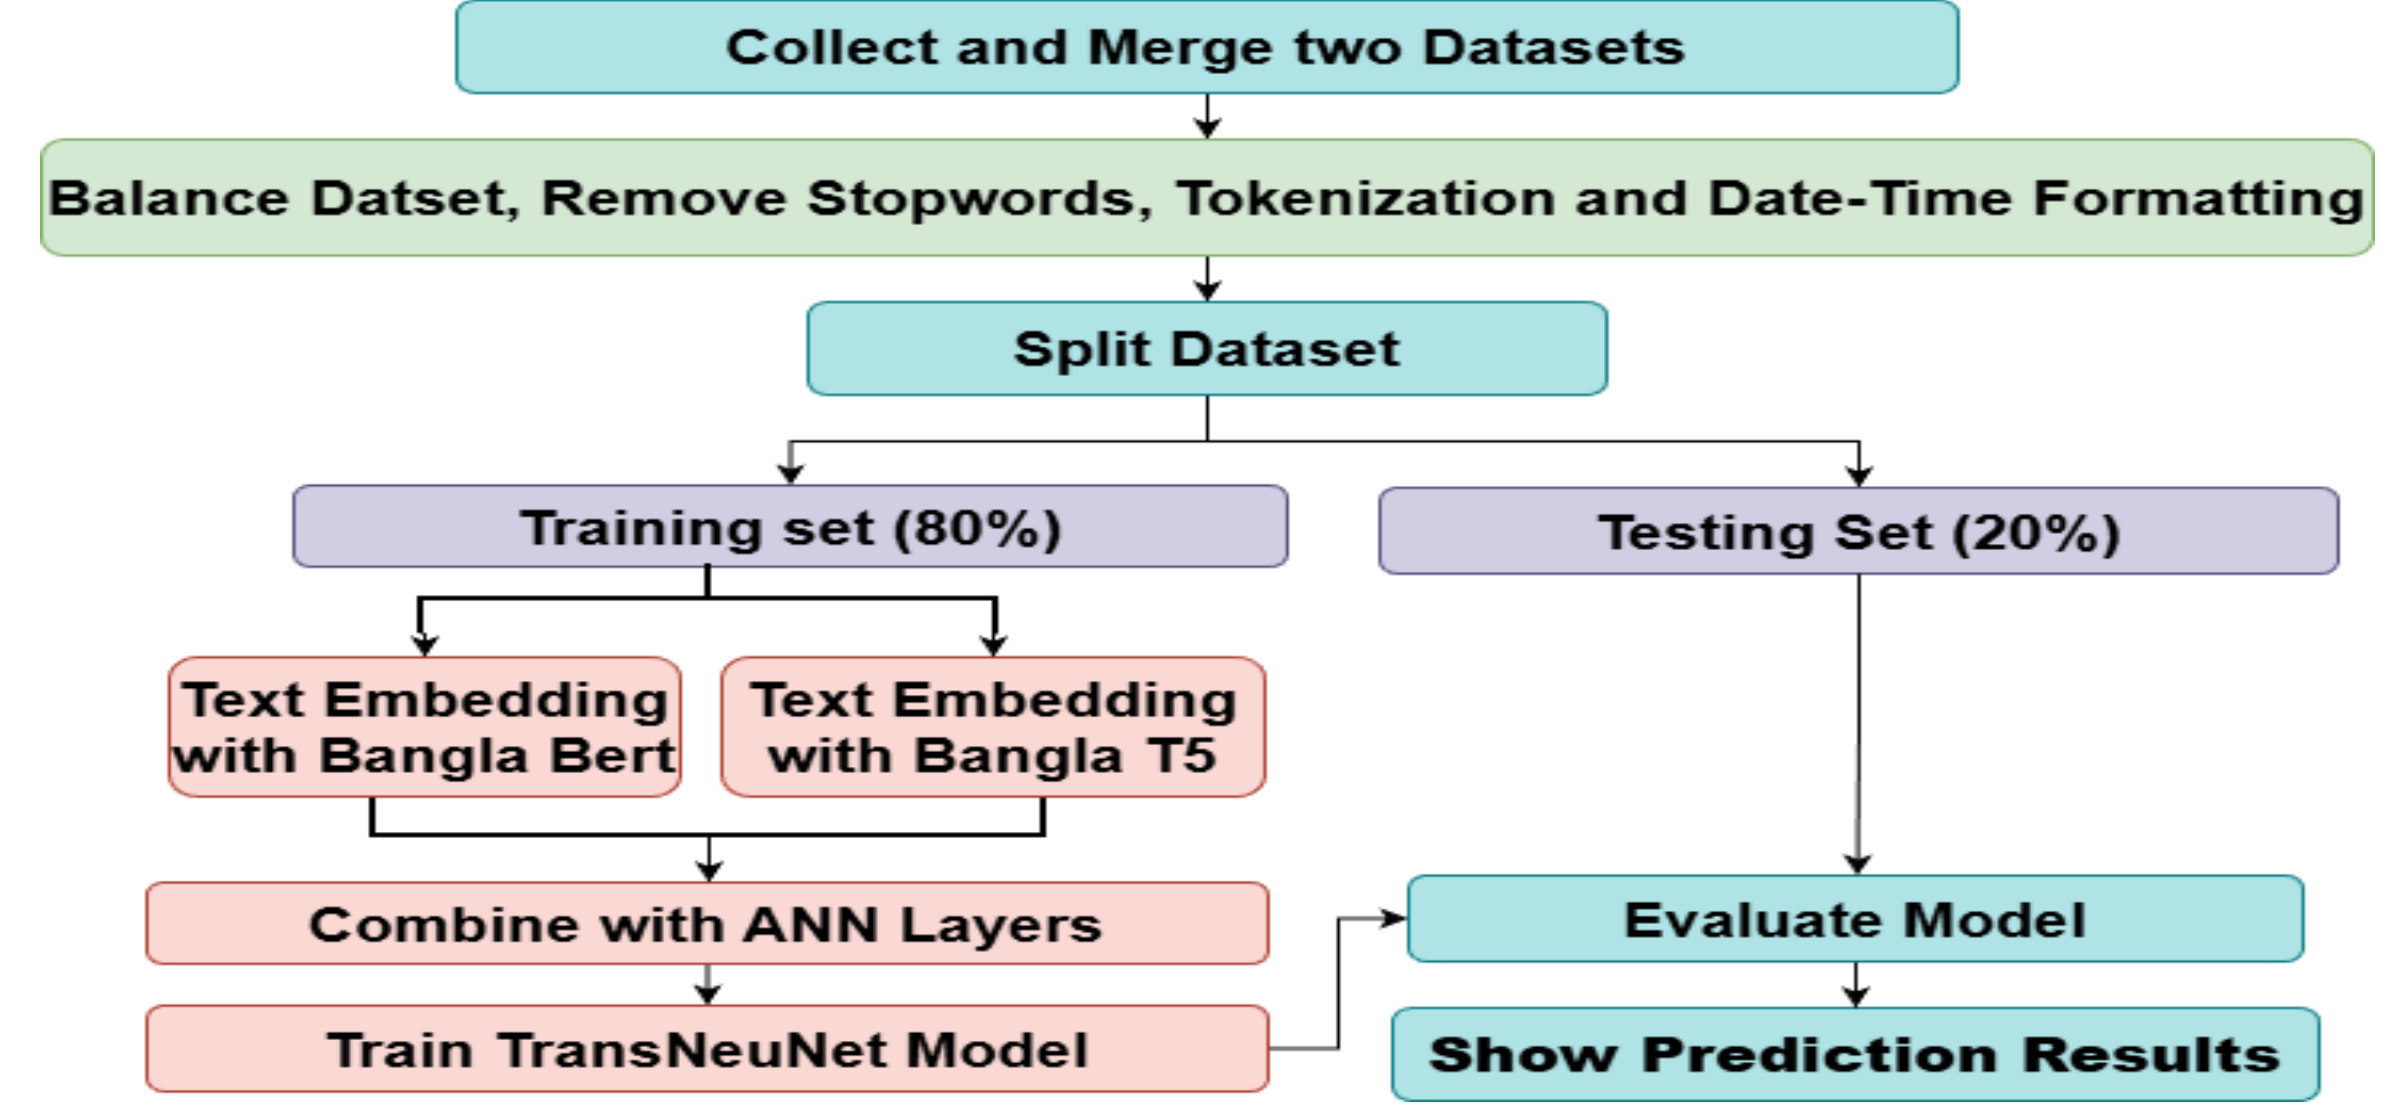 Collect and Merge two Datasets
Balance Datset, Remove Stopwords, Tokenization and Date-Time Formatting
Split Dataset
Training set (80%)
Testing Set (20%)
Text Embedding
with Bangla Bert
Text Embedding
with Bangla T5
Combine with ANN Layers
Evaluate Model
Train TransNeuNet Model
Show Prediction Results